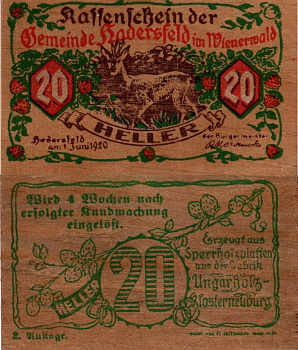 Kassenschein der
Gemeinde Hadersfeld im Wienerwald
20
20
HELLER
Hadersfeld
am 1. Juni 1920
der Bürgermeister
Wird 4 Wochen nach
erfolgter Kundmachung
eingelöst.
Erzeugt aus
Sperrholzplatten
aus der Fabrik
Ungarholz-
Klosterneuburg.
HELLER
20
2. Auflage.